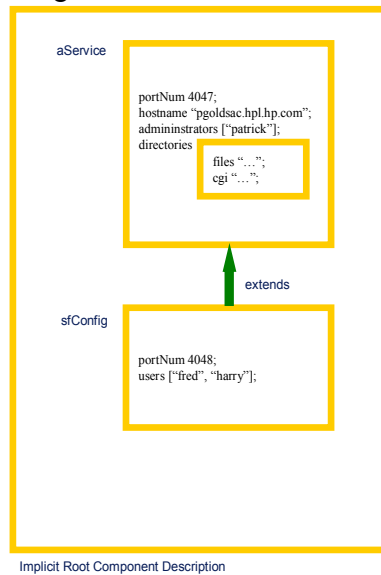 aService
portNum 4047;
hostname “pgoldsac.hpl.hp.com”;
admininstrators [“patrick”];
directories
files “…”;
cgi “…”;
extends
sfConfig
portNum 4048;
users [“fred”, “harry”];
Implicit Root Component Description